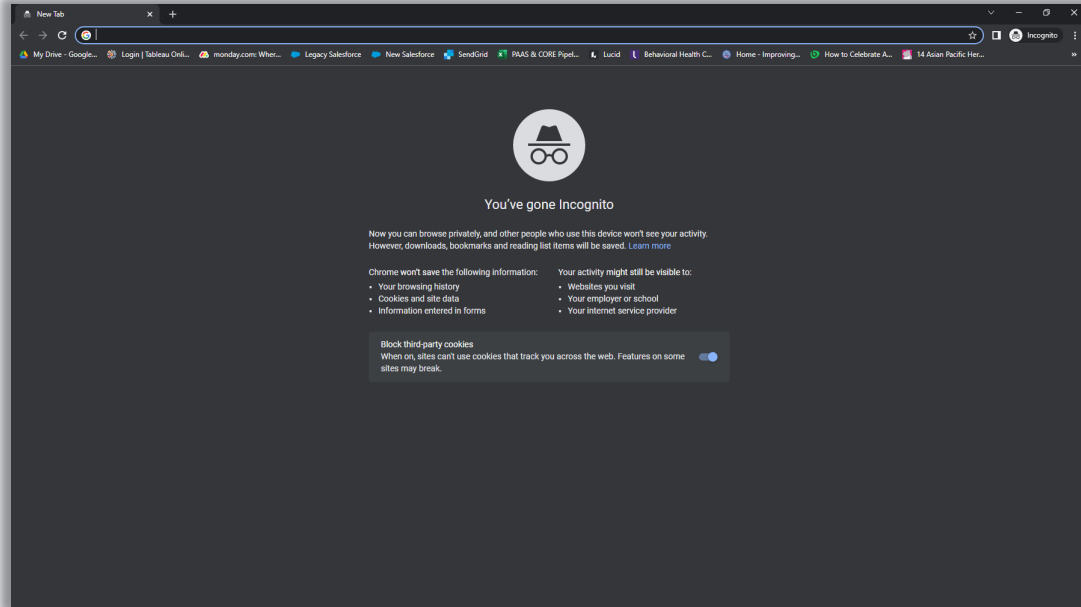 New Tab
Incognito
My Drive - Google...
Login | Tableau Onli...
monday.com: Wher...
Legacy Salesforce
New Salesforce
SendGrid
PAAS & CORE Pipel...
Lucid
Behavioral Health C...
Home - Improving...
How to Celebrate A...
14 Asian Pacific Her...
You've gone Incognito
Now you can browse privately, and other people who use this device won't see your activity.
However, downloads, bookmarks and reading list items will be saved. Learn more
Chrome won't save the following information:
• Your browsing history
• Cookies and site data
• Information entered in forms
Your activity might still be visible to:
• Websites you visit
• Your employer or school
• Your internet service provider
Block third-party cookies
When on, sites can't use cookies that track you across the web. Features on some
sites may break.